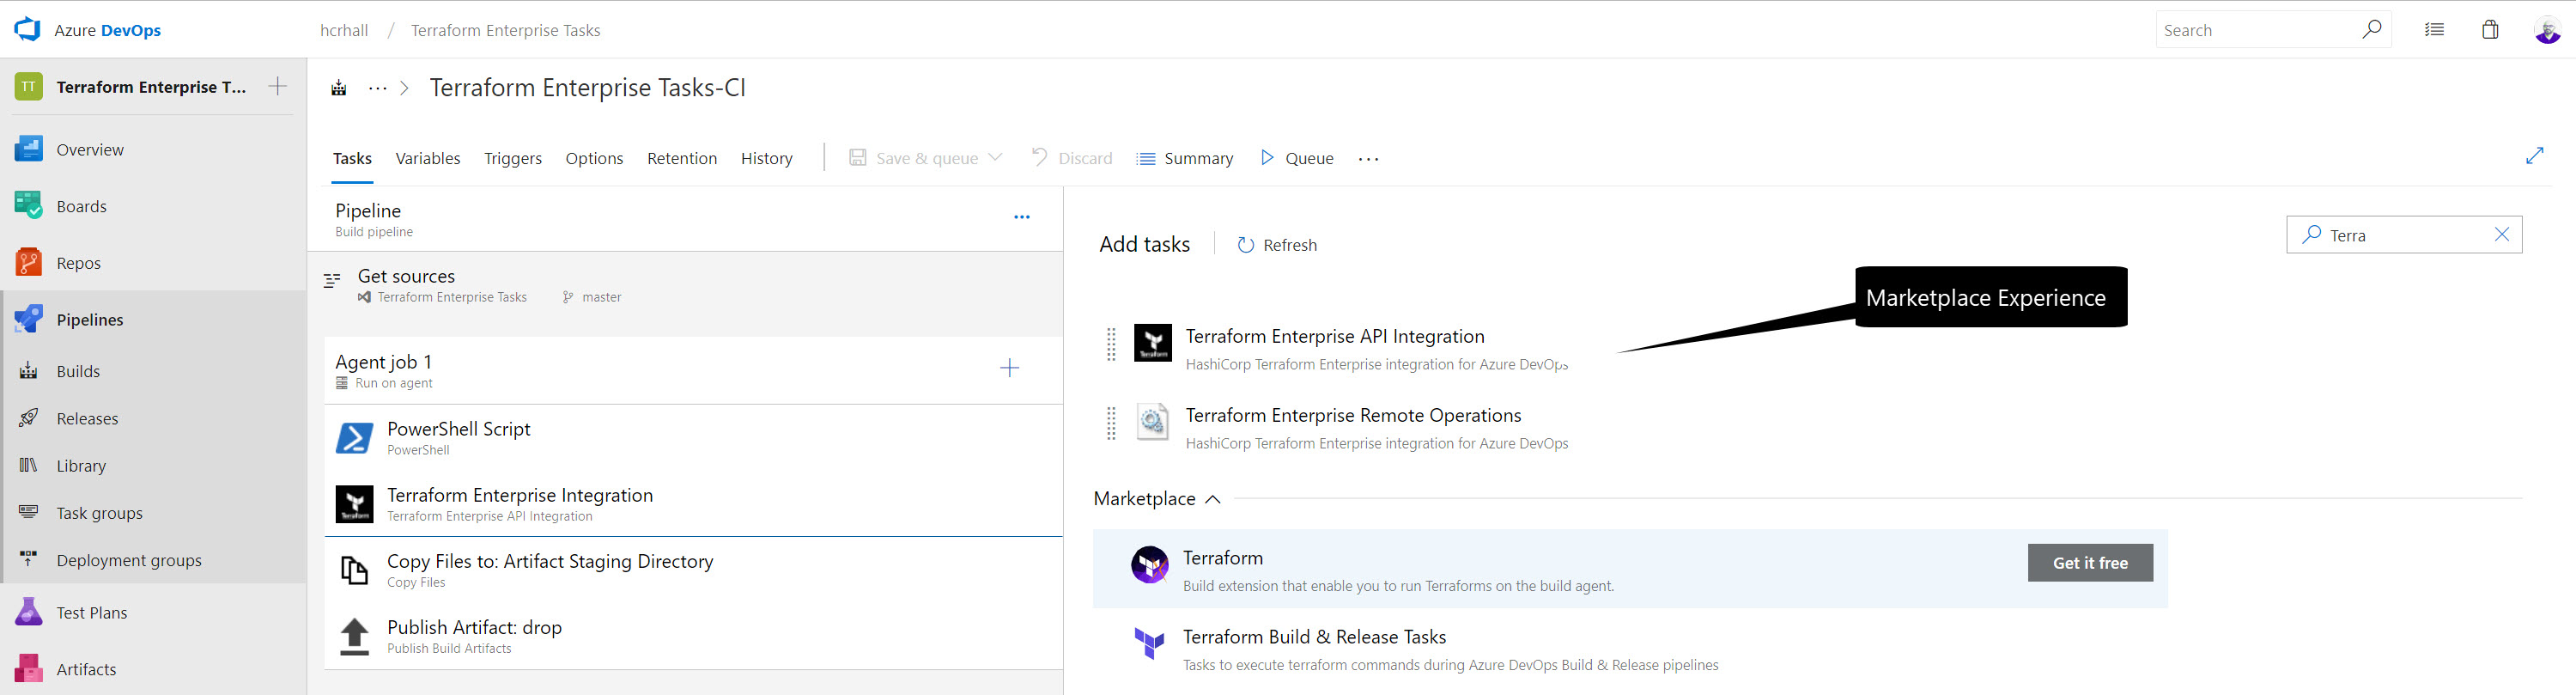 Azure DevOps
hcrhall / Terraform Enterprise Tasks
Search
TT
Terraform Enterprise T...
Overview
Boards
Repos
Pipelines
Builds
Releases
Library
Task groups
Deployment groups
Test Plans
Artifacts
Terraform Enterprise Tasks-CI
Tasks Variables Triggers Options Retention History Save & queue Discard Summary Queue
Pipeline
Build pipeline
Get sources
Terraform Enterprise Tasks master
Agent job 1
Run on agent
PowerShell Script
PowerShell
Terraform Enterprise Integration
Terraform Enterprise API Integration
Copy Files to: Artifact Staging Directory
Copy Files
Publish Artifact: drop
Publish Build Artifacts
Add tasks Refresh
Terra
Marketplace Experience
Terraform Enterprise API Integration
HashiCorp Terraform Enterprise integration for Azure DevOps
Terraform Enterprise Remote Operations
HashiCorp Terraform Enterprise integration for Azure DevOps
Marketplace
Terraform
Build extension that enable you to run Terraforms on the build agent.
Get it free
Terraform Build & Release Tasks
Tasks to execute terraform commands during Azure DevOps Build & Release pipelines